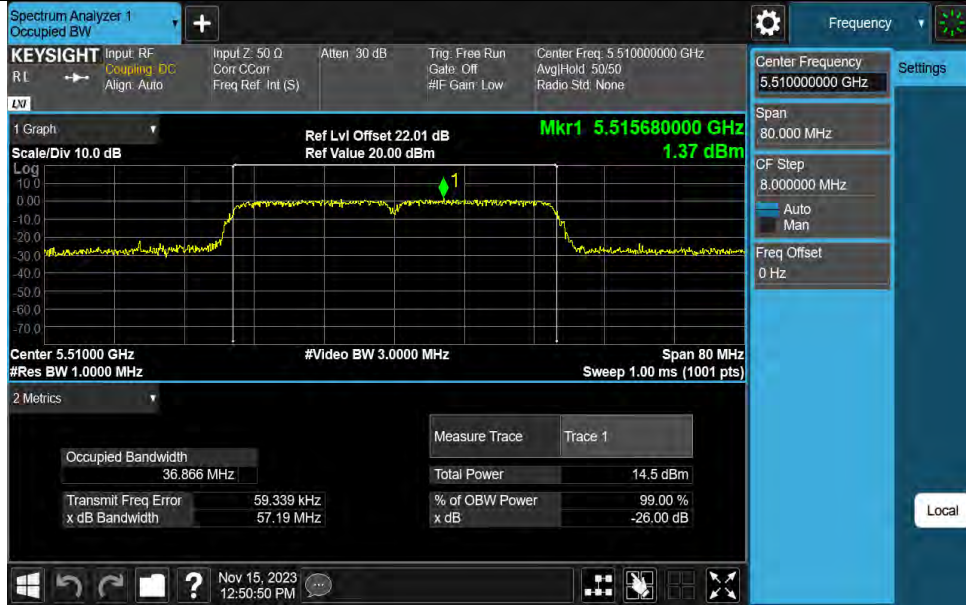 Spectrum Analyzer 1
Occupied BW
+
Frequency
KEYSIGHT
Input: RF
Coupling: DC
Align: Auto
RL
LXI
Input Z: 50 Ω
Corr CCorr
Freq Ref: Int (S)
Atten: 30 dB
Trig: Free Run
Gate: Off
#IF Gain: Low
Center Freq: 5.510000000 GHz
Avg|Hold: 50/50
Radio Std: None
Center Frequency
5.510000000 GHz
Settings
Span
80.000 MHz
CF Step
8.000000 MHz
Auto
Man
Freq Offset
0 Hz
1 Graph
Scale/Div 10.0 dB
Ref Lvl Offset 22.01 dB
Ref Value 20.00 dBm
Mkr1 5.515680000 GHz
1.37 dBm
Log
10.0
0.00
-10.0
-20.0
-30.0
-40.0
-50.0
-60.0
-70.0
1
Center 5.51000 GHz
#Res BW 1.0000 MHz
#Video BW 3.0000 MHz
Span 80 MHz
Sweep 1.00 ms (1001 pts)
2 Metrics
Occupied Bandwidth
36.866 MHz
Transmit Freq Error 59.339 kHz
x dB Bandwidth 57.19 MHz
Measure Trace Trace 1
Total Power 14.5 dBm
% of OBW Power 99.00 %
x dB -26.00 dB
Local
?
Nov 15, 2023
12:50:50 PM